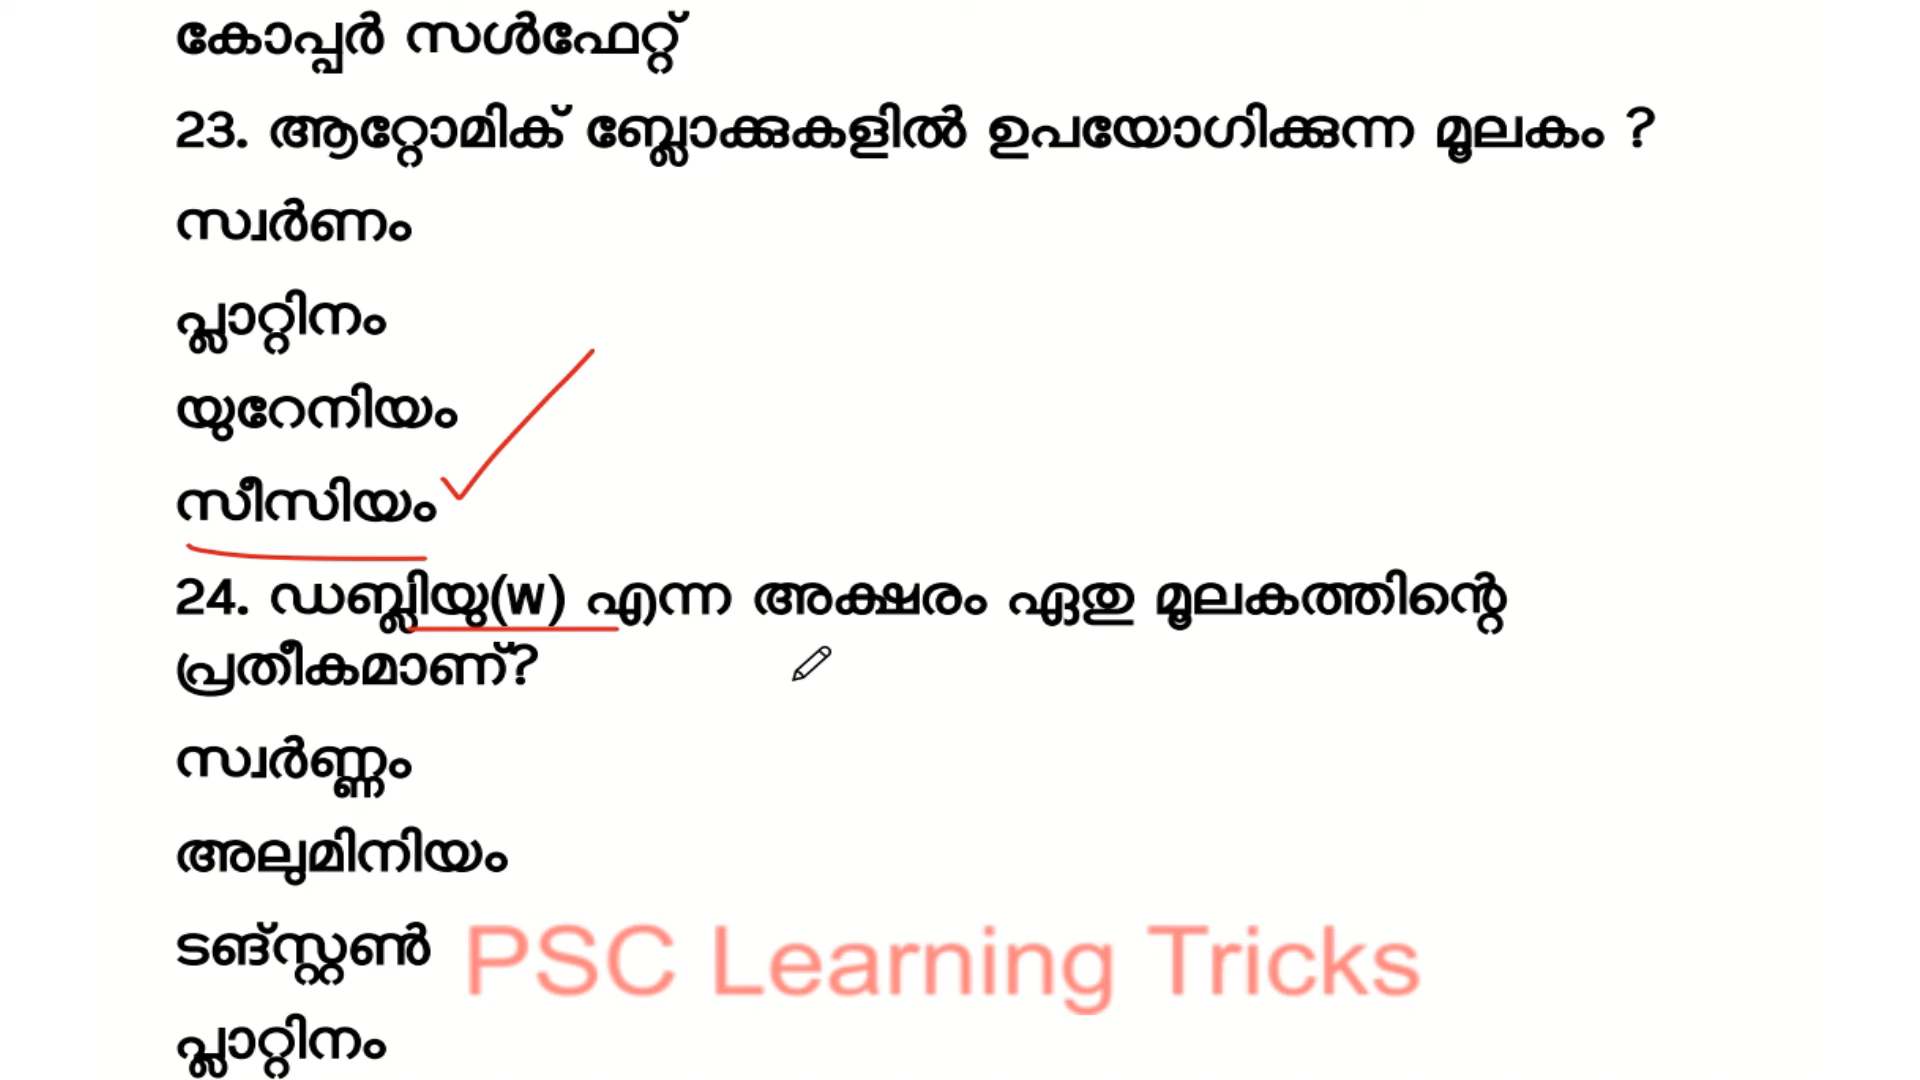 കോപ്പർ സൾഫേറ്റ്
23. ആറ്റോമിക് ബ്ലോക്കുകളിൽ ഉപയോഗിക്കുന്ന മൂലകം ?
സ്വർണം
പ്ലാറ്റിനം
യുറേനിയം
സീസിയം
24. ഡബ്ലിയു(W) എന്ന അക്ഷരം ഏതു മൂലകത്തിന്റെ
പ്രതീകമാണ്?
സ്വർണ്ണം
അലുമിനിയം
ടങ്സ്റ്റൺ
PSC Learning Tricks
പ്ലാറ്റിനം